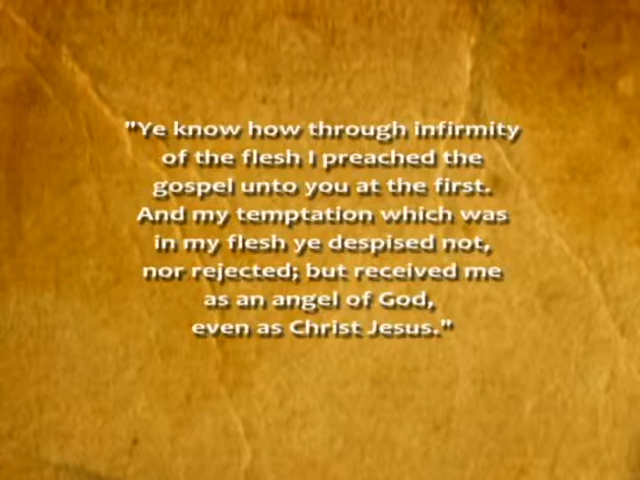 "Ye know how through infirmity
of the flesh I preached the
gospel unto you at the first.
And my temptation which was
in my flesh ye despised not,
nor rejected; but received me
as an angel of God,
even as Christ Jesus."